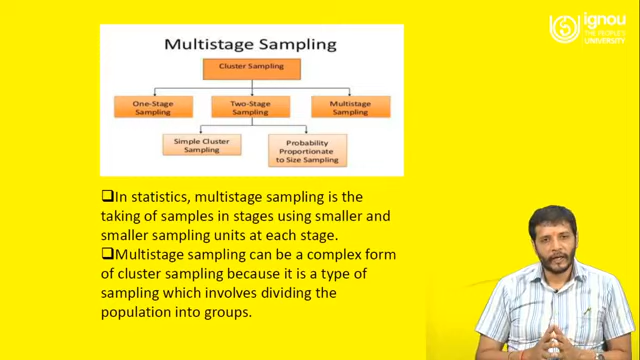 ignou
THE PEOPLE'S
UNIVERSITY
Multistage Sampling
Cluster Sampling
One-Stage
Sampling
Two-Stage
Sampling
Multistage
Sampling
Simple Cluster
Sampling
Probability
Proportionate
to Size Sampling
❑In statistics, multistage sampling is the
taking of samples in stages using smaller and
smaller sampling units at each stage.
❑Multistage sampling can be a complex form
of cluster sampling because it is a type of
sampling which involves dividing the
population into groups.